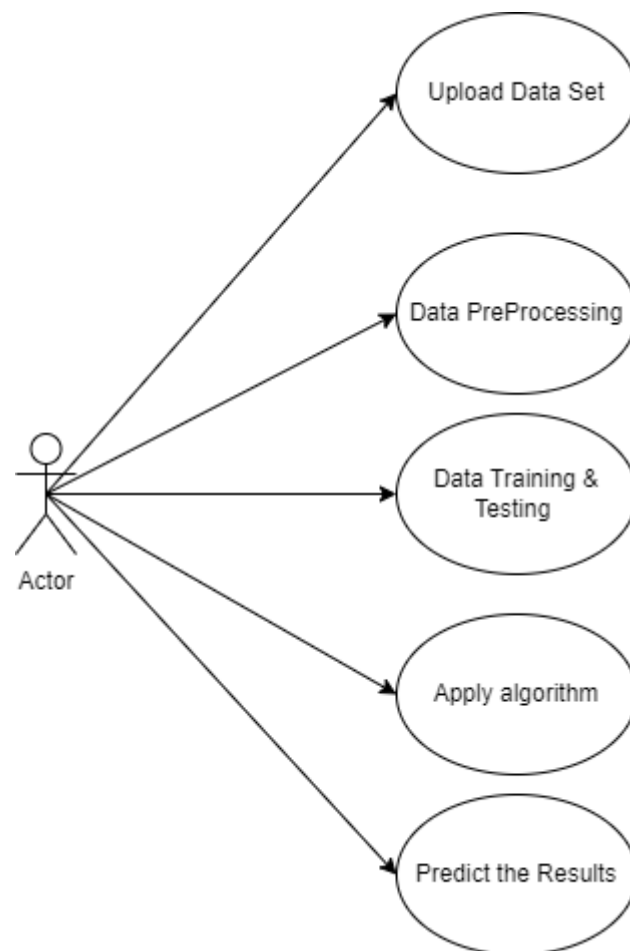 Upload Data Set
Data PreProcessing
Data Training &
Testing
Actor
Apply algorithm
Predict the Results